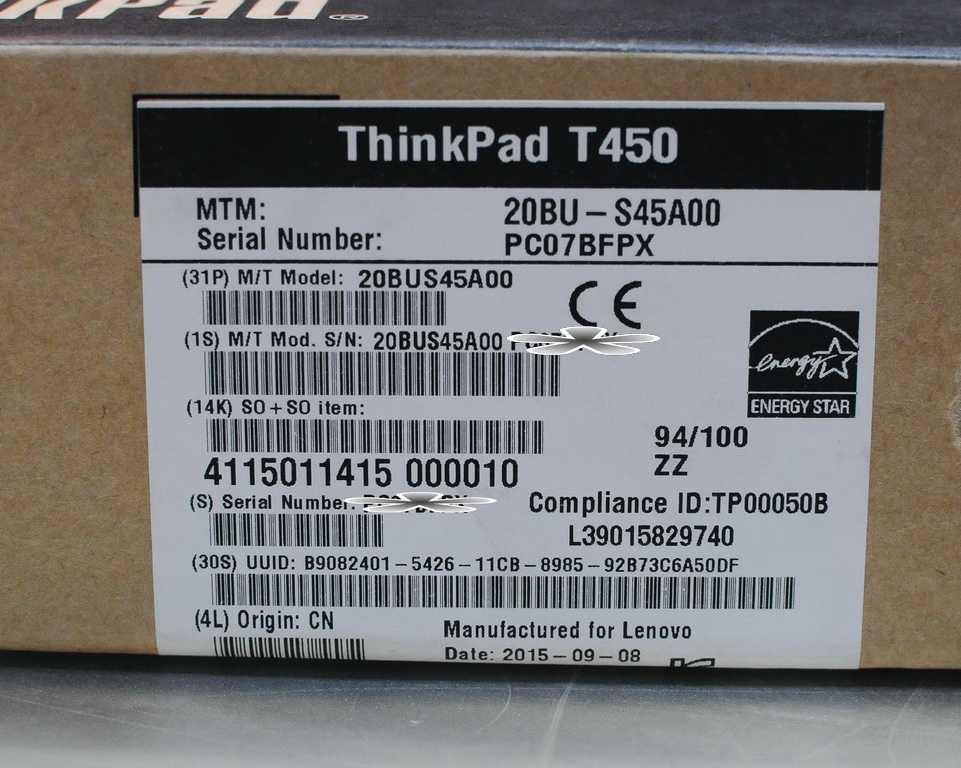 ThinkPad T450
MTM: 20BU-S45A00
Serial Number: PC07BFPX
(31P) M/T Model: 20BUS45A00
CE
(1S) M/T Mod. S/N: 20BUS45A00
energy
ENERGY STAR
(14K) SO+SO item:
94/100
ZZ
4115011415 000010
(S) Serial Number:
Compliance ID:TP00050B
L39015829740
(30S) UUID: B9082401-5426-11CB-8985-92B73C6A50DF
(4L) Origin: CN
Manufactured for Lenovo
Date: 2015-09-08